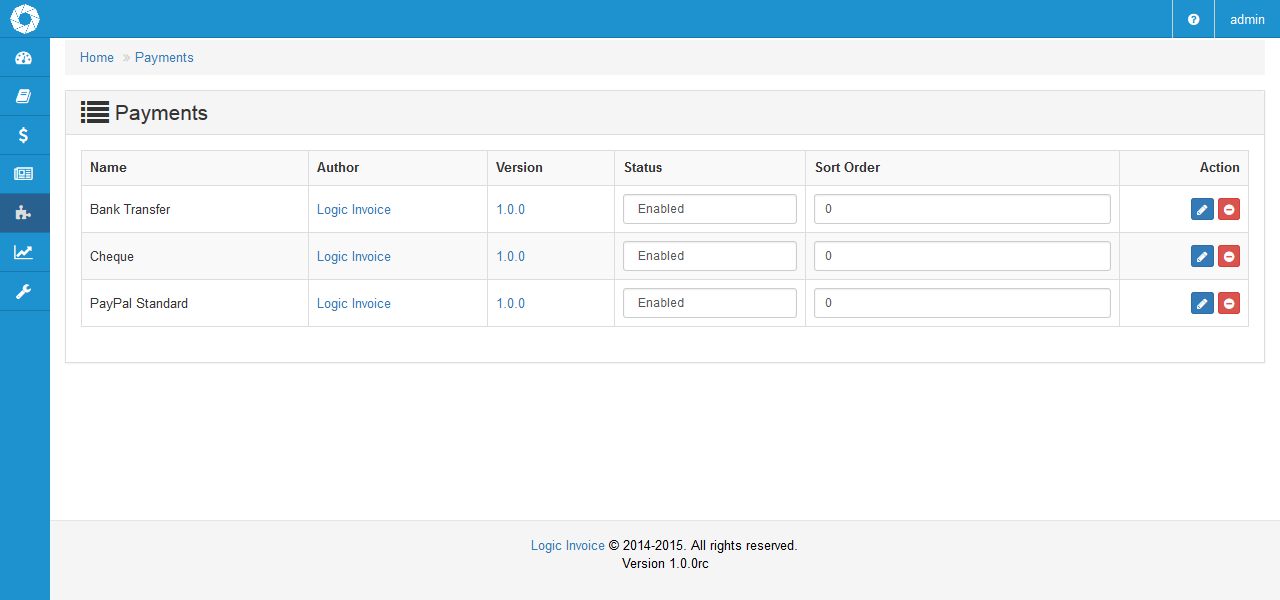 admin
Home » Payments
Payments
Name Author Version Status Sort Order Action
Bank Transfer Logic Invoice 1.0.0 Enabled 0
Cheque Logic Invoice 1.0.0 Enabled 0
PayPal Standard Logic Invoice 1.0.0 Enabled 0
Logic Invoice © 2014-2015. All rights reserved.
Version 1.0.0rc